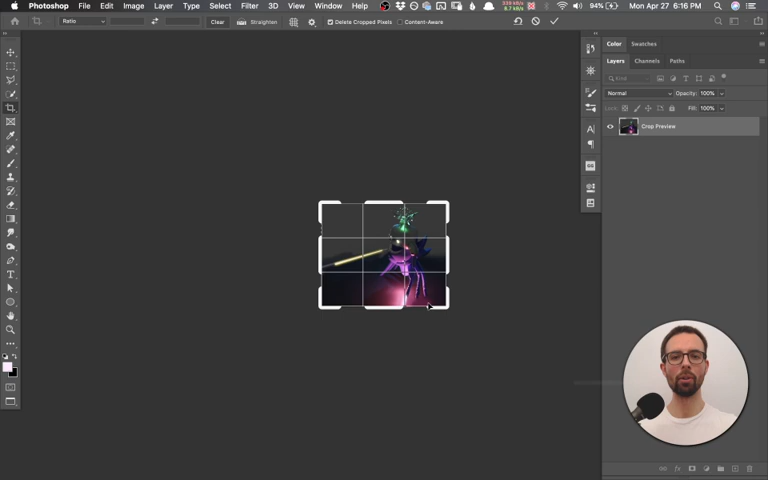 Photoshop File Edit Image Layer Type Select Filter 3D View Window Help 94% Mon Apr 27 6:16 PM
Ratio Clear Straighten Delete Cropped Pixels Content-Aware
Color Swatches
Layers Channels Paths
Kind
Normal Opacity: 100%
Lock: Fill: 100%
Crop Preview